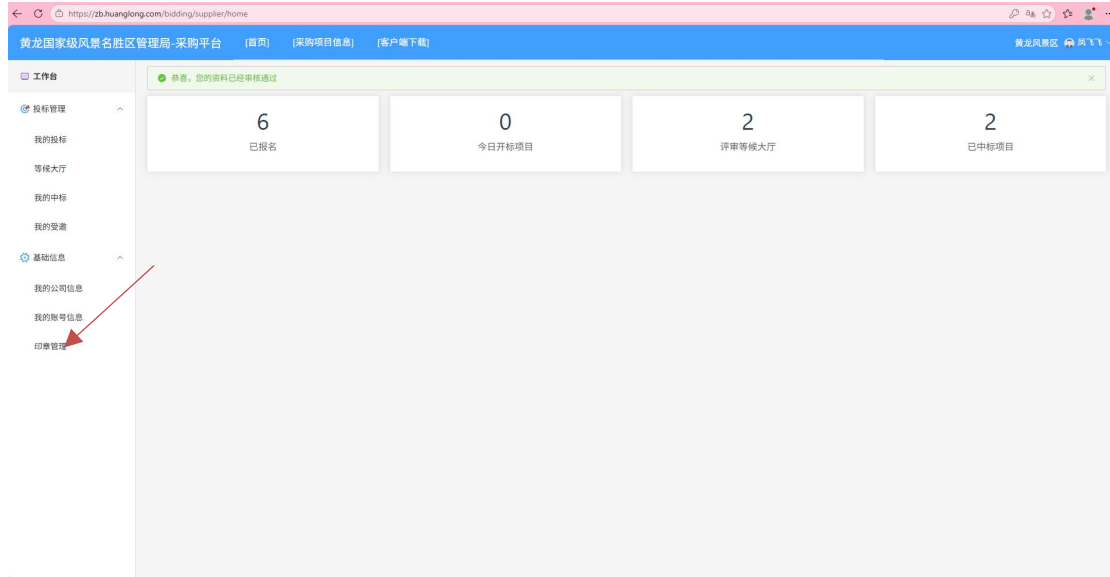 https://zb.huanglong.com/bidding/supplier/home
黄龙国家级风景名胜区管理局-采购平台 [首页] [采购项目信息] [客户端下载] 黄龙风景区 凤飞飞
工作台
恭喜，您的资料已经审核通过
投标管理
我的投标
等候大厅
我的中标
我的受邀
基础信息
我的公司信息
我的账号信息
印章管理
6
已报名
0
今日开标项目
2
评审等候大厅
2
已中标项目